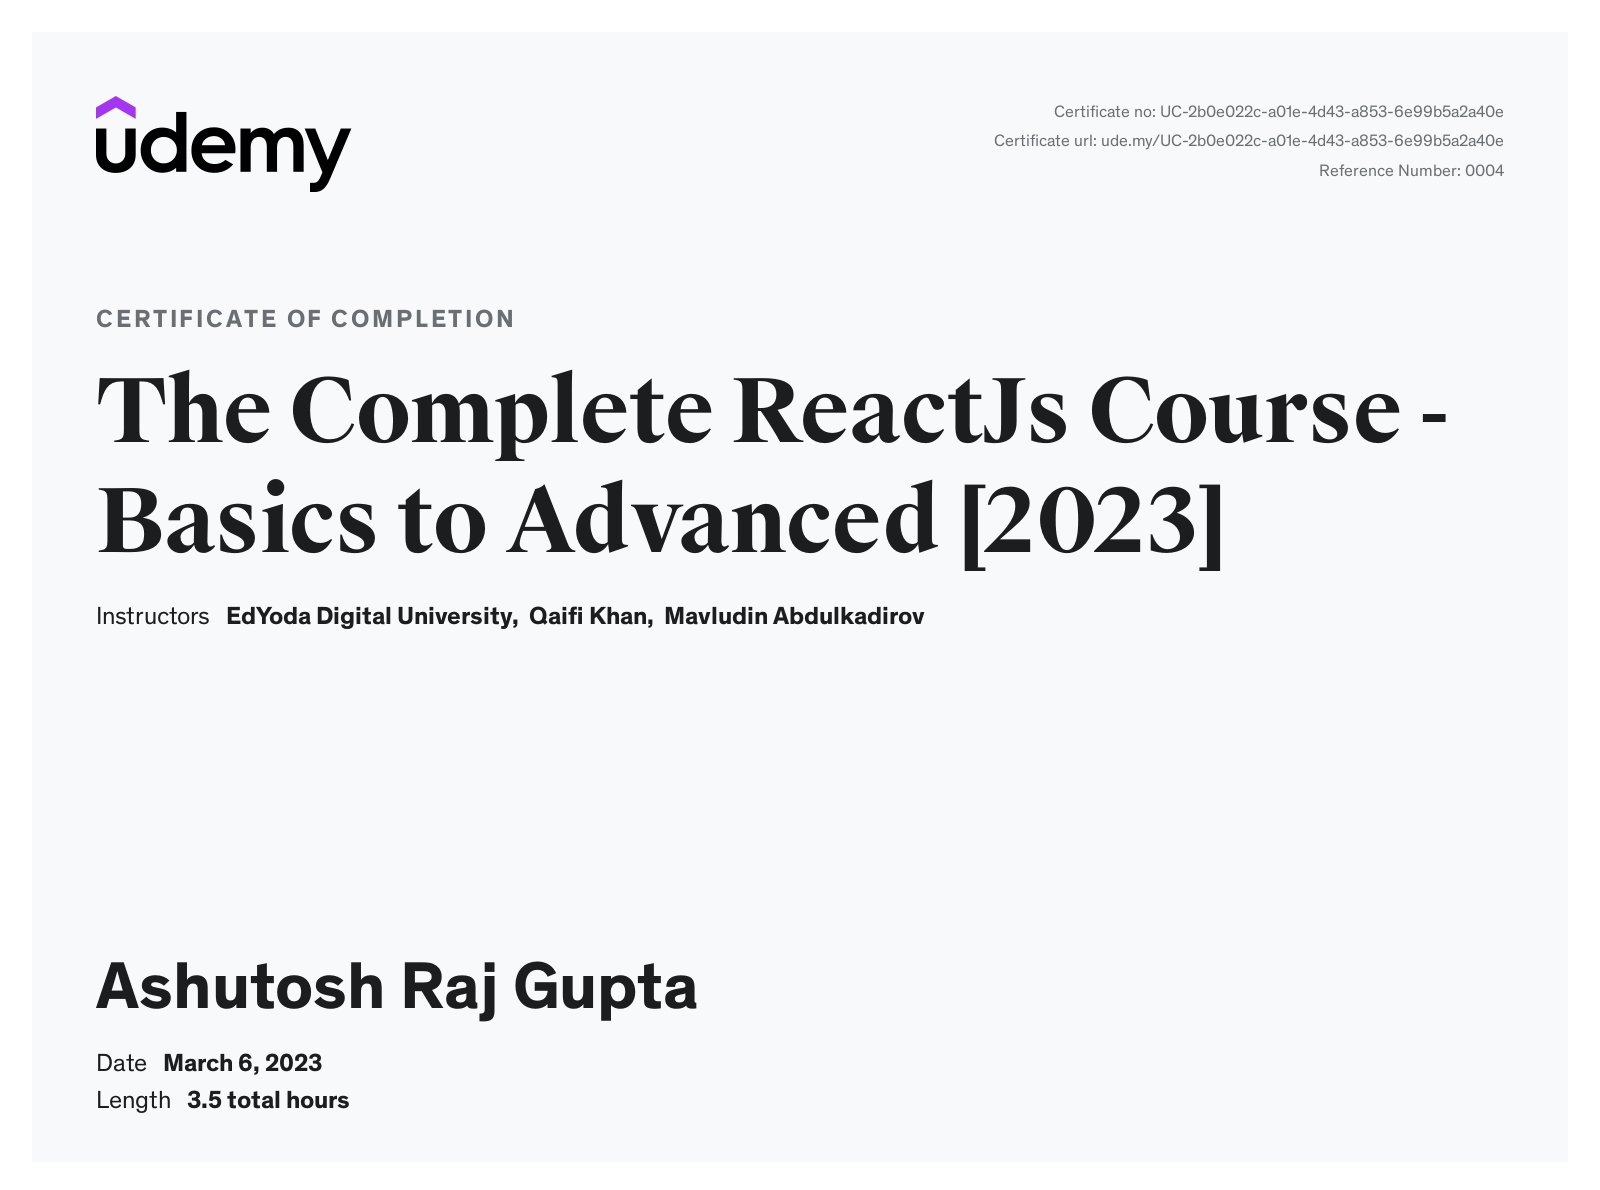 udemy
Certificate no: UC-2b0e022c-a01e-4d43-a853-6e99b5a2a40e
Certificate url: ude.my/UC-2b0e022c-a01e-4d43-a853-6e99b5a2a40e
Reference Number: 0004
CERTIFICATE OF COMPLETION
The Complete ReactJs Course -
Basics to Advanced [2023]
Instructors EdYoda Digital University, Qaifi Khan, Mavludin Abdulkadirov
Ashutosh Raj Gupta
Date March 6, 2023
Length 3.5 total hours